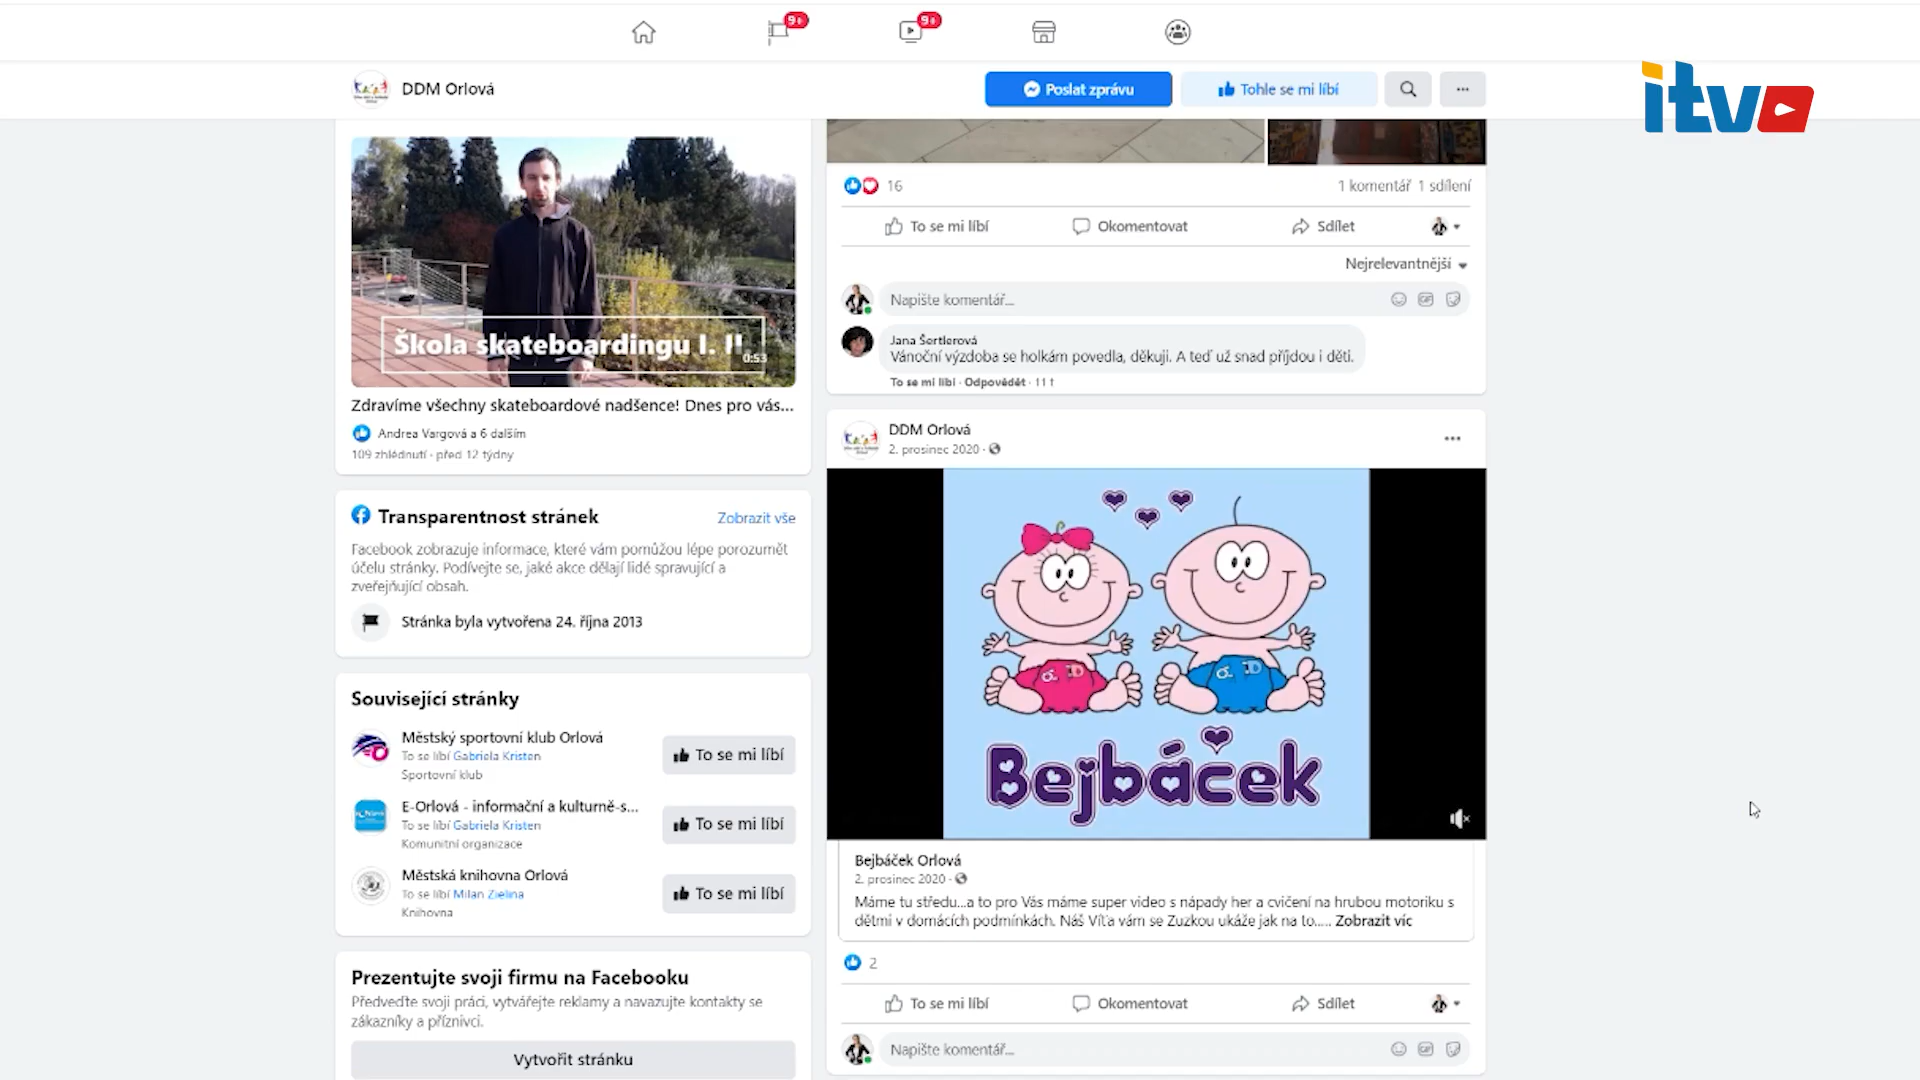 9+
9+
DDM Orlová
Poslat zprávu
Tohle se mi líbí
itvo
Škola skateboardingu I. II
0:53
Zdravíme všechny skateboardové nadšence! Dnes pro vás...
Andrea Vargová a 6 dalším
109 zhlédnutí · před 12 týdny
Transparentnost stránek
Zobrazit vše
Facebook zobrazuje informace, které vám pomůžou lépe porozumět
účelu stránky. Podívejte se, jaké akce dělají lidé spravující a
zveřejňující obsah.
Stránka byla vytvořena 24. října 2013
Související stránky
Městský sportovní klub Orlová
To se líbí Gabriela Kristen
Sportovní klub
To se mi líbí
E-Orlová - informační a kulturně-s...
To se líbí Gabriela Kristen
Komunitní organizace
To se mi líbí
Městská knihovna Orlová
To se líbí Milan Zielina
Knihovna
To se mi líbí
Prezentujte svoji firmu na Facebooku
Předveďte svoji práci, vytvářejte reklamy a navazujte kontakty se
zákazníky a příznivci.
Vytvořit stránku
16
1 komentář 1 sdílení
To se mi líbí
Okomentovat
Sdílet
Nejrelevantnější
Napište komentář...
GIF
Jana Šertlerová
Vánoční výzdoba se holkám povedla, děkuji. A teď už snad přijdou i děti.
To se mi líbí · Odpovědět · 11 t
DDM Orlová
2. prosinec 2020 ·
Bejbáček
Bejbáček Orlová
2. prosinec 2020 ·
Máme tu středu...a to pro Vás máme super video s nápady her a cvičení na hrubou motoriku s
dětmi v domácích podmínkách. Náš Víťa vám se Zuzkou ukáže jak na to..... Zobrazit víc
2
To se mi líbí
Okomentovat
Sdílet
Napište komentář...
GIF